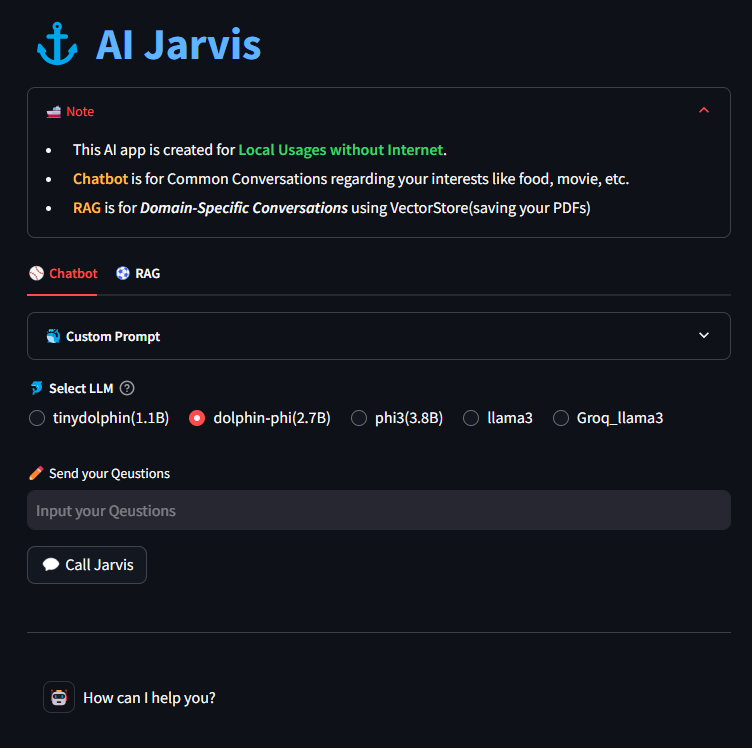 AI Jarvis
Note
This AI app is created for Local Usages without Internet.
Chatbot is for Common Conversations regarding your interests like food, movie, etc.
RAG is for Domain-Specific Conversations using VectorStore(saving your PDFs)
Chatbot RAG
Custom Prompt
Select LLM ?
tinydolphin(1.1B) dolphin-phi(2.7B) phi3(3.8B) llama3 Groq_llama3
Send your Qeustions
Input your Qeustions
Call Jarvis
How can I help you?